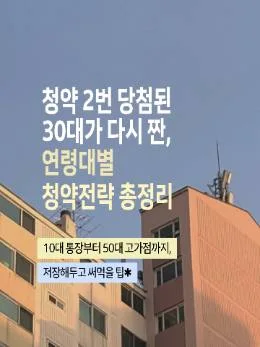 청약 2번 당첨된
30대가 다시 짠,
연령대별
청약전략 총정리
10대 통장부터 50대 고가점까지,
저장해두고 써먹을 팁*